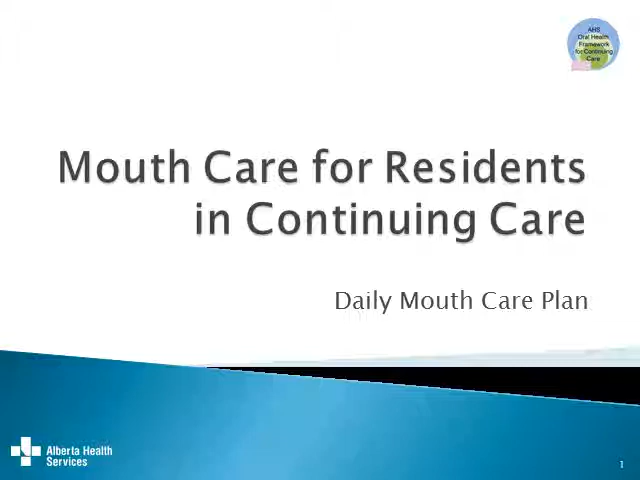 AHS
Oral Health
Framework
for Continuing
Care
Mouth Care for Residents
in Continuing Care
Daily Mouth Care Plan
Alberta Health
Services
1